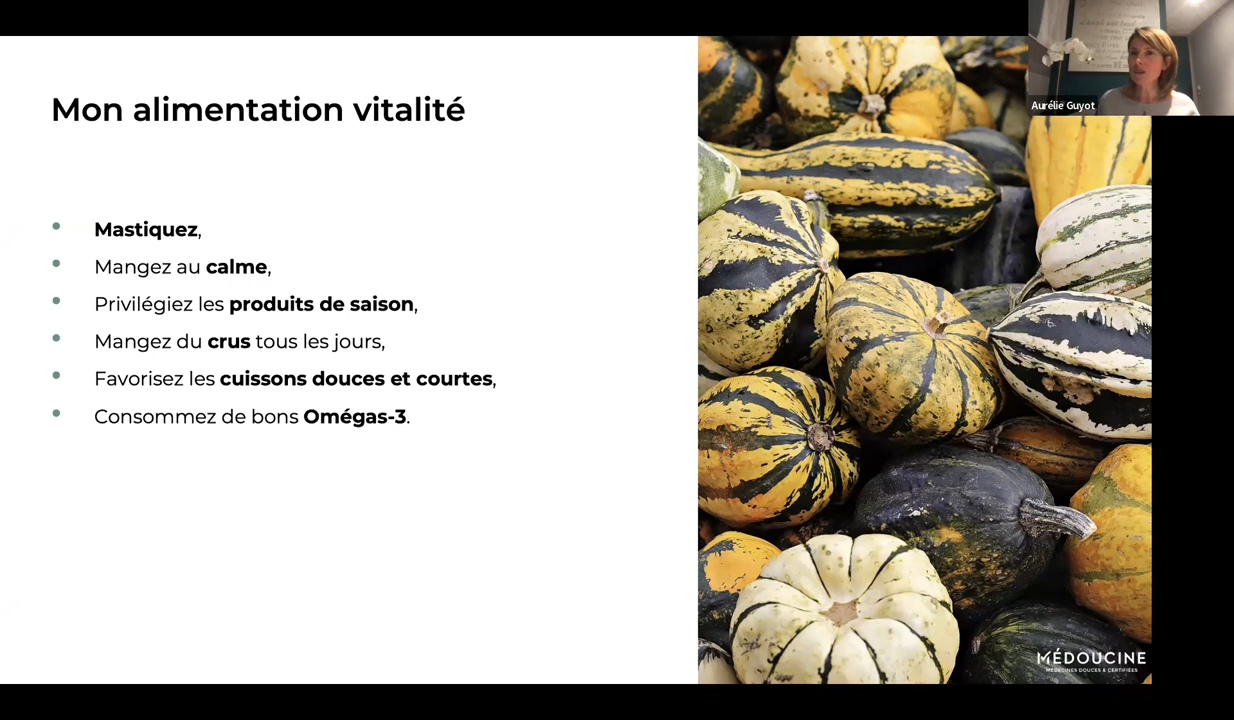 Mon alimentation vitalité
Mastiquez,
Mangez au calme,
Privilégiez les produits de saison,
Mangez du crus tous les jours,
Favorisez les cuissons douces et courtes,
Consommez de bons Omégas-3.
Aurélie Guyot
MÉDOUCINE
MÉDECINES DOUCES & CERTIFIÉES